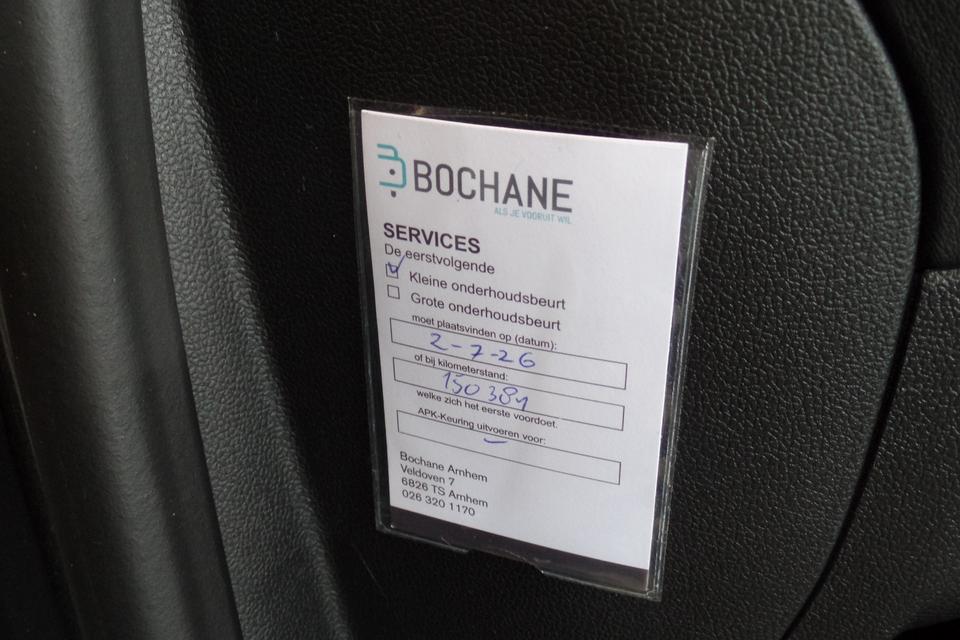 BOCHANE
ALS JE VOORUIT WIL
SERVICES
De eerstvolgende
Kleine onderhoudsbeurt
Grote onderhoudsbeurt
moet plaatsvinden op (datum):
2-7-26
of bij kilometerstand:
150381
welke zich het eerste voordoet.
APK-Keuring uitvoeren voor:
-
Bochane Arnhem
Veldoven 7
6826 TS Arnhem
026 320 1170